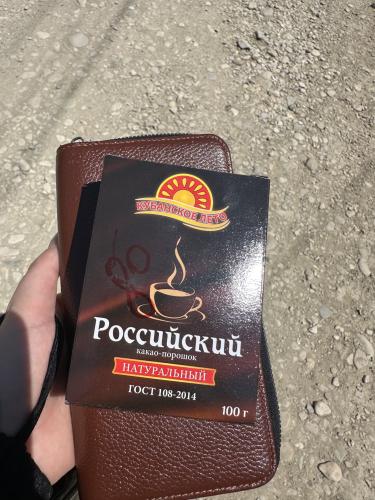 КУБАНСКОЕ ЛЕТО
Российский
какао-порошок
НАТУРАЛЬНЫЙ
ГОСТ 108-2014
100 г